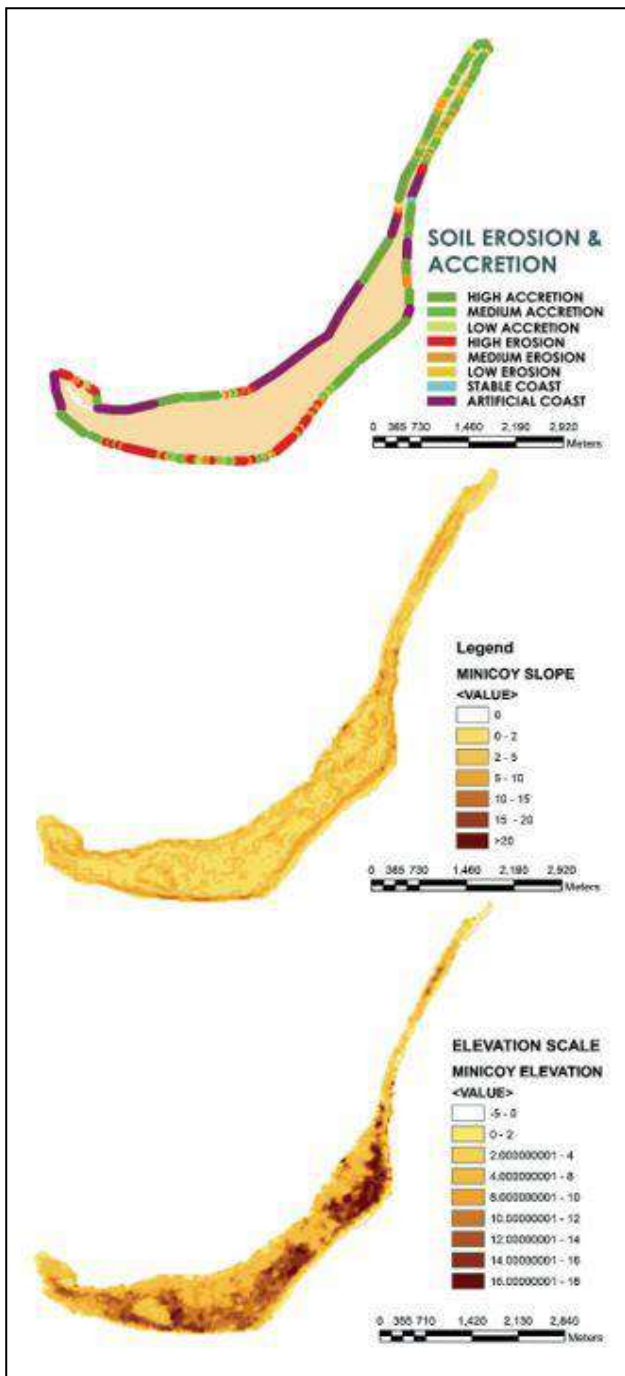 SOIL EROSION &
ACCRETION
HIGH ACCRETION
MEDIUM ACCRETION
LOW ACCRETION
HIGH EROSION
MEDIUM EROSION
LOW EROSION
STABLE COAST
ARTIFICIAL COAST
0 365 730 1,460 2,190 2,920
Meters
Legend
MINICOY SLOPE
<VALUE>
0
0 - 2
2 - 5
5 - 10
10 - 15
15 - 20
>20
0 365 730 1,460 2,190 2,920
Meters
ELEVATION SCALE
MINICOY ELEVATION
<VALUE>
-5 - 0
0 - 2
2.000000001 - 4
4.000000001 - 8
8.000000001 - 10
10.00000001 - 12
12.00000001 - 14
14.00000001 - 16
16.00000001 - 18
0 355 710 1,420 2,130 2,840
Meters